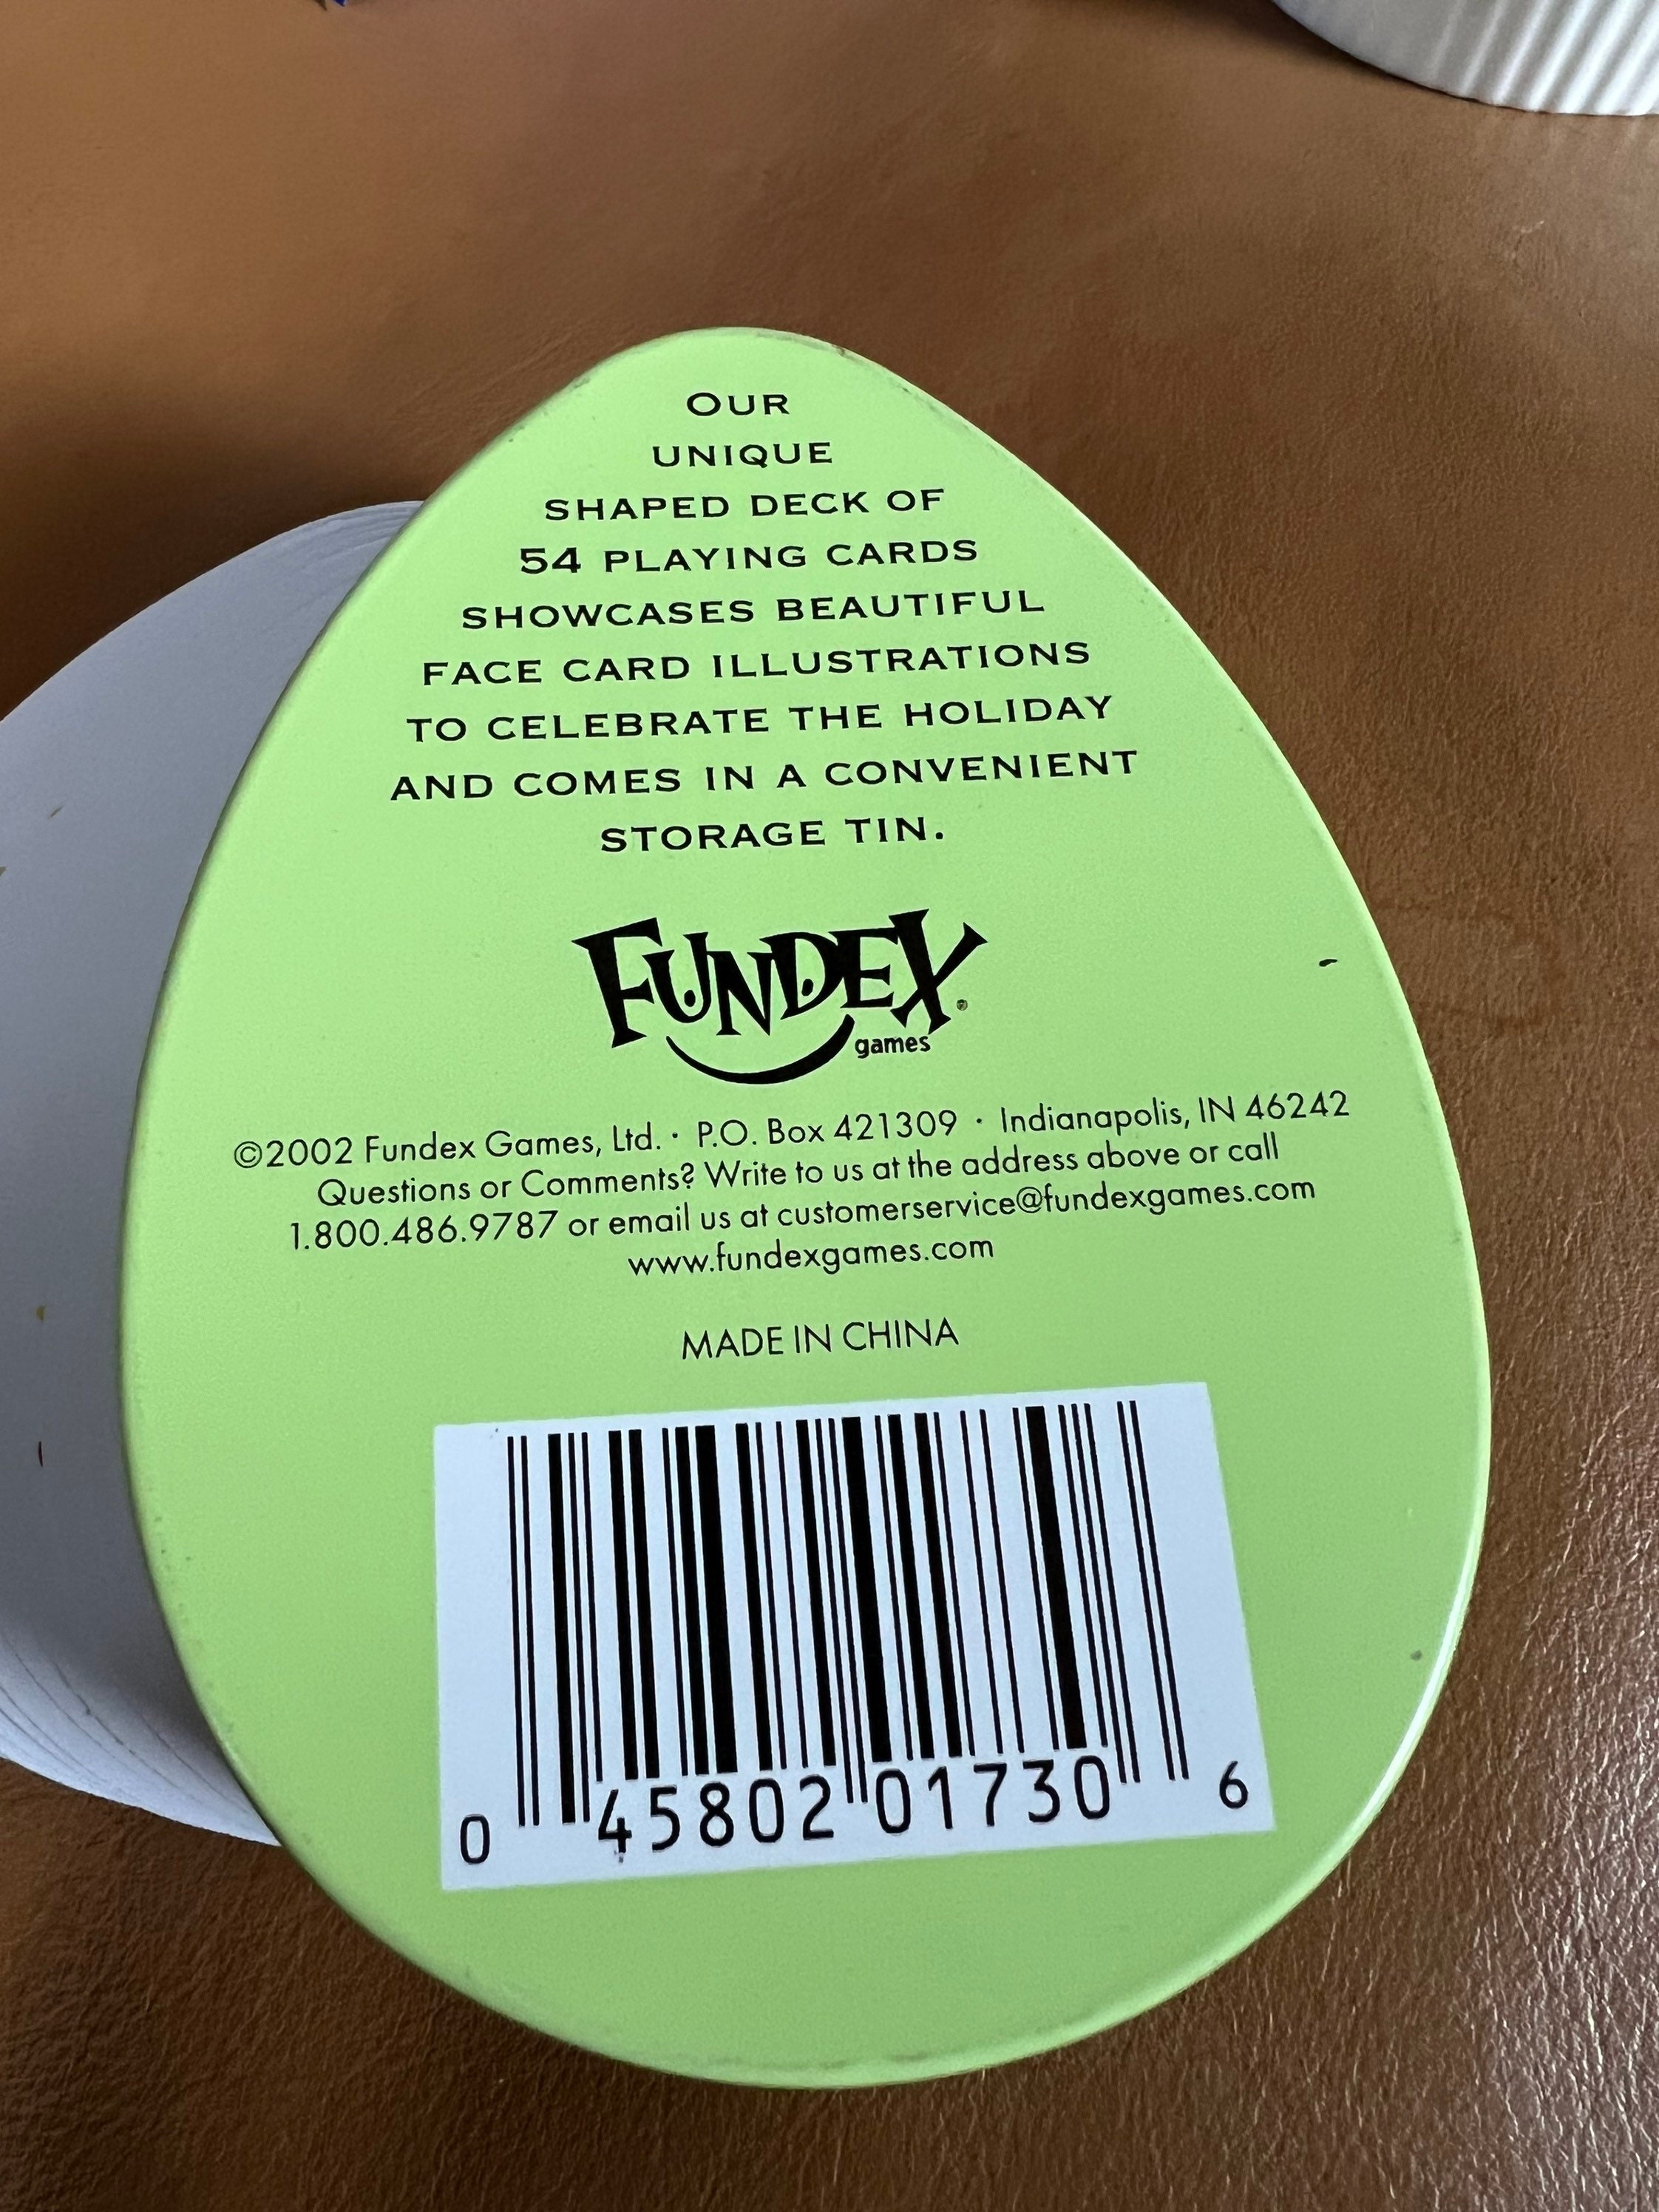 OUR
UNIQUE
SHAPED DECK OF
54 PLAYING CARDS
SHOWCASES BEAUTIFUL
FACE CARD ILLUSTRATIONS
TO CELEBRATE THE HOLIDAY
AND COMES IN A CONVENIENT
STORAGE TIN.
FUNDEX®
games
©2002 Fundex Games, Ltd. · P.O. Box 421309 · Indianapolis, IN 46242
Questions or Comments? Write to us at the address above or call
1.800.486.9787 or email us at customerservice@fundexgames.com
www.fundexgames.com
MADE IN CHINA
0 45802 01730 6